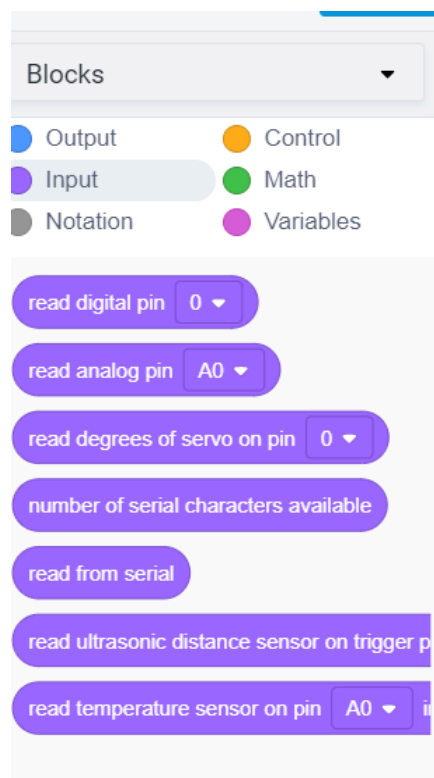 Blocks
Output Control
Input Math
Notation Variables
read digital pin 0
read analog pin A0
read degrees of servo on pin 0
number of serial characters available
read from serial
read ultrasonic distance sensor on trigger p
read temperature sensor on pin A0 i